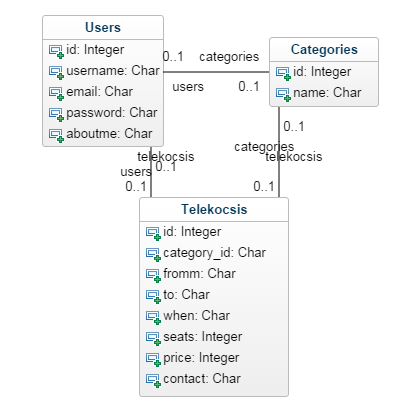 Users
id: Integer
username: Char
email: Char
password: Char
aboutme: Char
0..1
categories
users
0..1
Categories
id: Integer
name: Char
0..1
categories
telekocsis
telekocsis
0..1
users
0..1
0..1
Telekocsis
id: Integer
category_id: Char
fromm: Char
to: Char
when: Char
seats: Integer
price: Integer
contact: Char